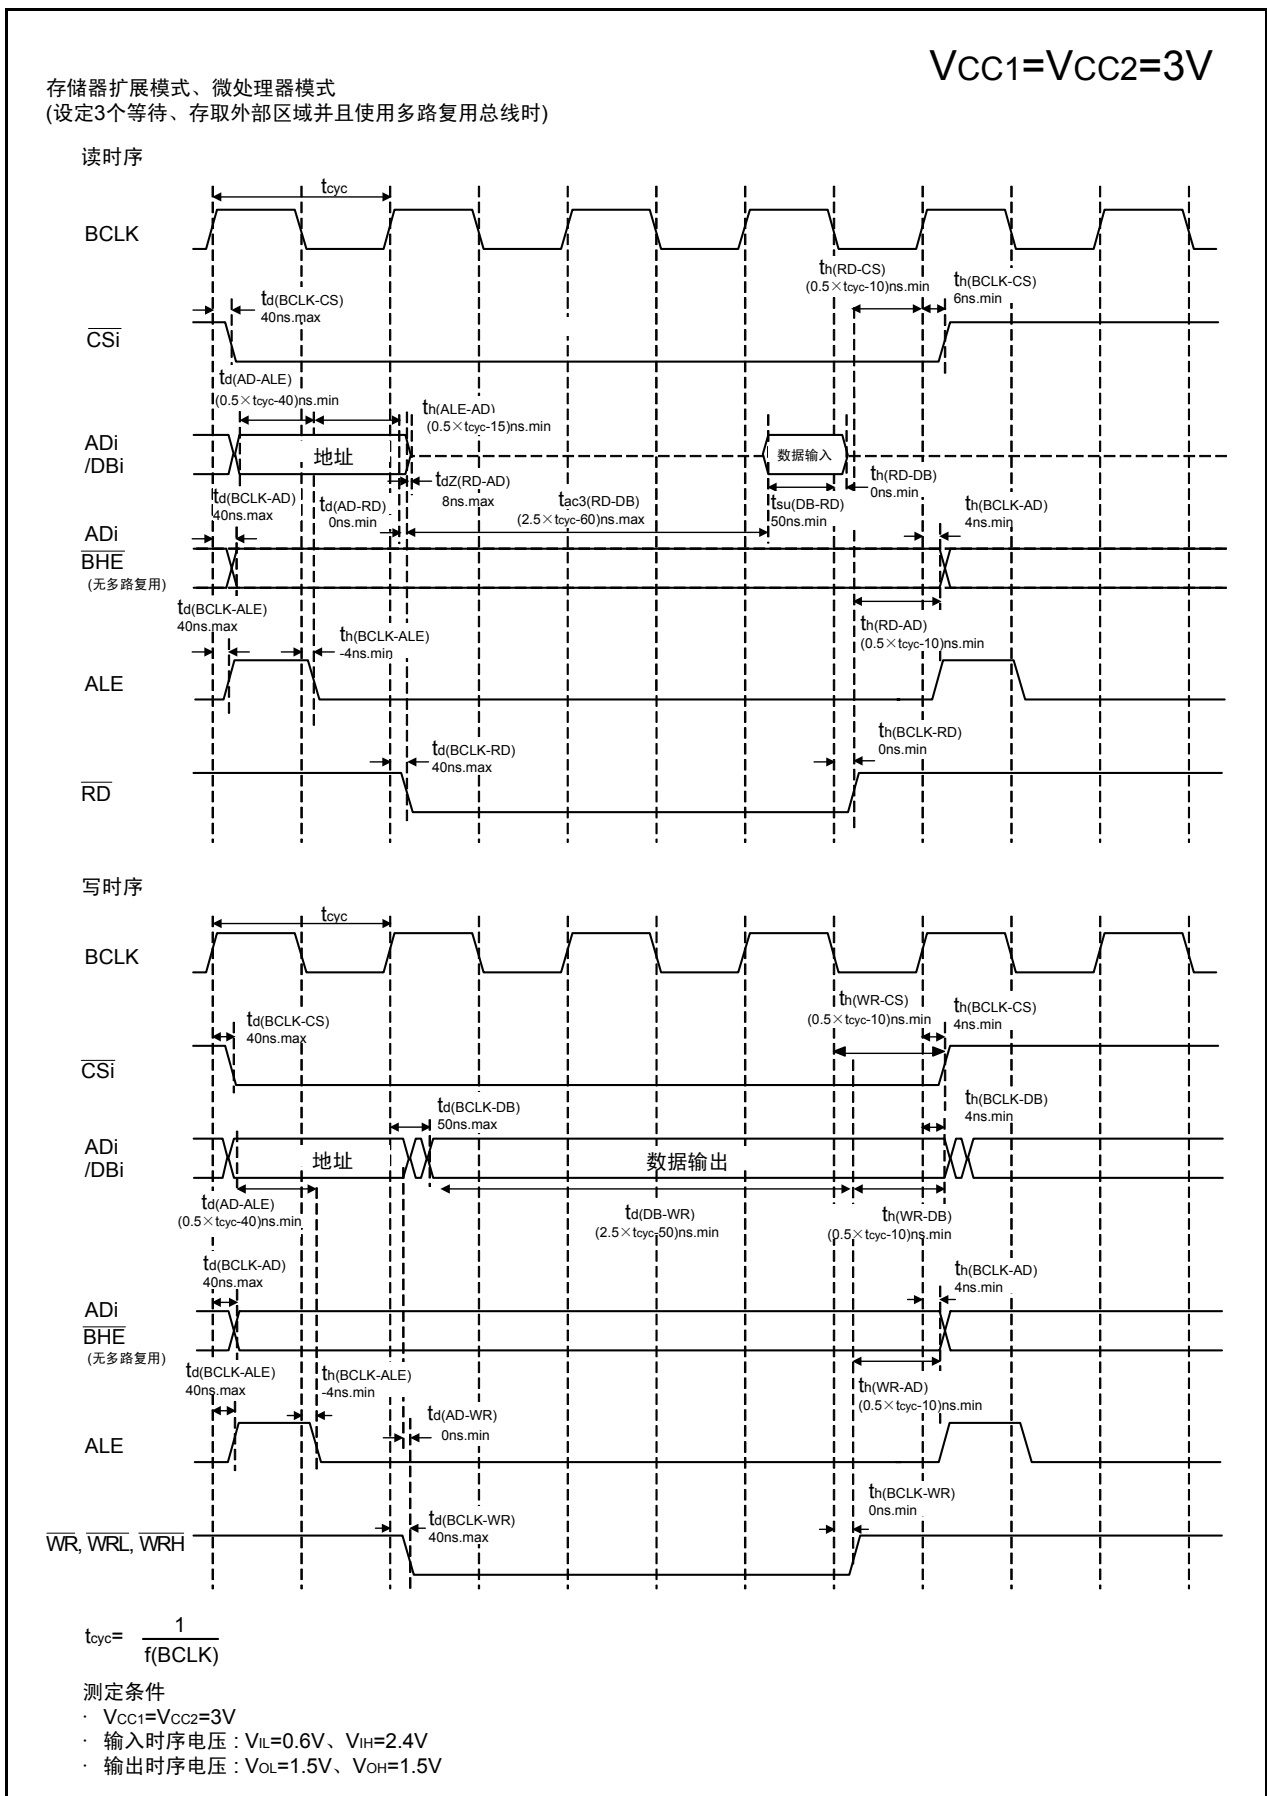 VCC1=VCC2=3V
存储器扩展模式、微处理器模式
(设定3个等待、存取外部区域并且使用多路复用总线时)
读时序
tcyc
BCLK
th(RD-CS)
(0.5×tcyc-10)ns.min
th(BCLK-CS)
6ns.min
td(BCLK-CS)
40ns.max
CSi
td(AD-ALE)
(0.5×tcyc-40)ns.min
th(ALE-AD)
(0.5×tcyc-15)ns.min
ADi
/DBi
地址
数据输入
tdZ(RD-AD)
8ns.max
th(RD-DB)
0ns.min
td(BCLK-AD)
40ns.max
td(AD-RD)
0ns.min
tac3(RD-DB)
(2.5×tcyc-60)ns.max
tsu(DB-RD)
50ns.min
th(BCLK-AD)
4ns.min
ADi
BHE
(无多路复用)
td(BCLK-ALE)
40ns.max
th(BCLK-ALE)
-4ns.min
th(RD-AD)
(0.5×tcyc-10)ns.min
ALE
td(BCLK-RD)
40ns.max
th(BCLK-RD)
0ns.min
RD
写时序
tcyc
BCLK
th(WR-CS)
(0.5×tcyc-10)ns.min
th(BCLK-CS)
4ns.min
td(BCLK-CS)
40ns.max
CSi
td(BCLK-DB)
50ns.max
th(BCLK-DB)
4ns.min
ADi
/DBi
地址
数据输出
td(AD-ALE)
(0.5×tcyc-40)ns.min
td(DB-WR)
(2.5×tcyc-50)ns.min
th(WR-DB)
(0.5×tcyc-10)ns.min
td(BCLK-AD)
40ns.max
th(BCLK-AD)
4ns.min
ADi
BHE
(无多路复用)
td(BCLK-ALE)
40ns.max
th(BCLK-ALE)
-4ns.min
th(WR-AD)
(0.5×tcyc-10)ns.min
td(AD-WR)
0ns.min
ALE
td(BCLK-WR)
40ns.max
th(BCLK-WR)
0ns.min
WR, WRL, WRH
tcyc= 1
f(BCLK)
测定条件
· VCC1=VCC2=3V
· 输入时序电压 : VIL=0.6V、VIH=2.4V
· 输出时序电压 : VOL=1.5V、VOH=1.5V